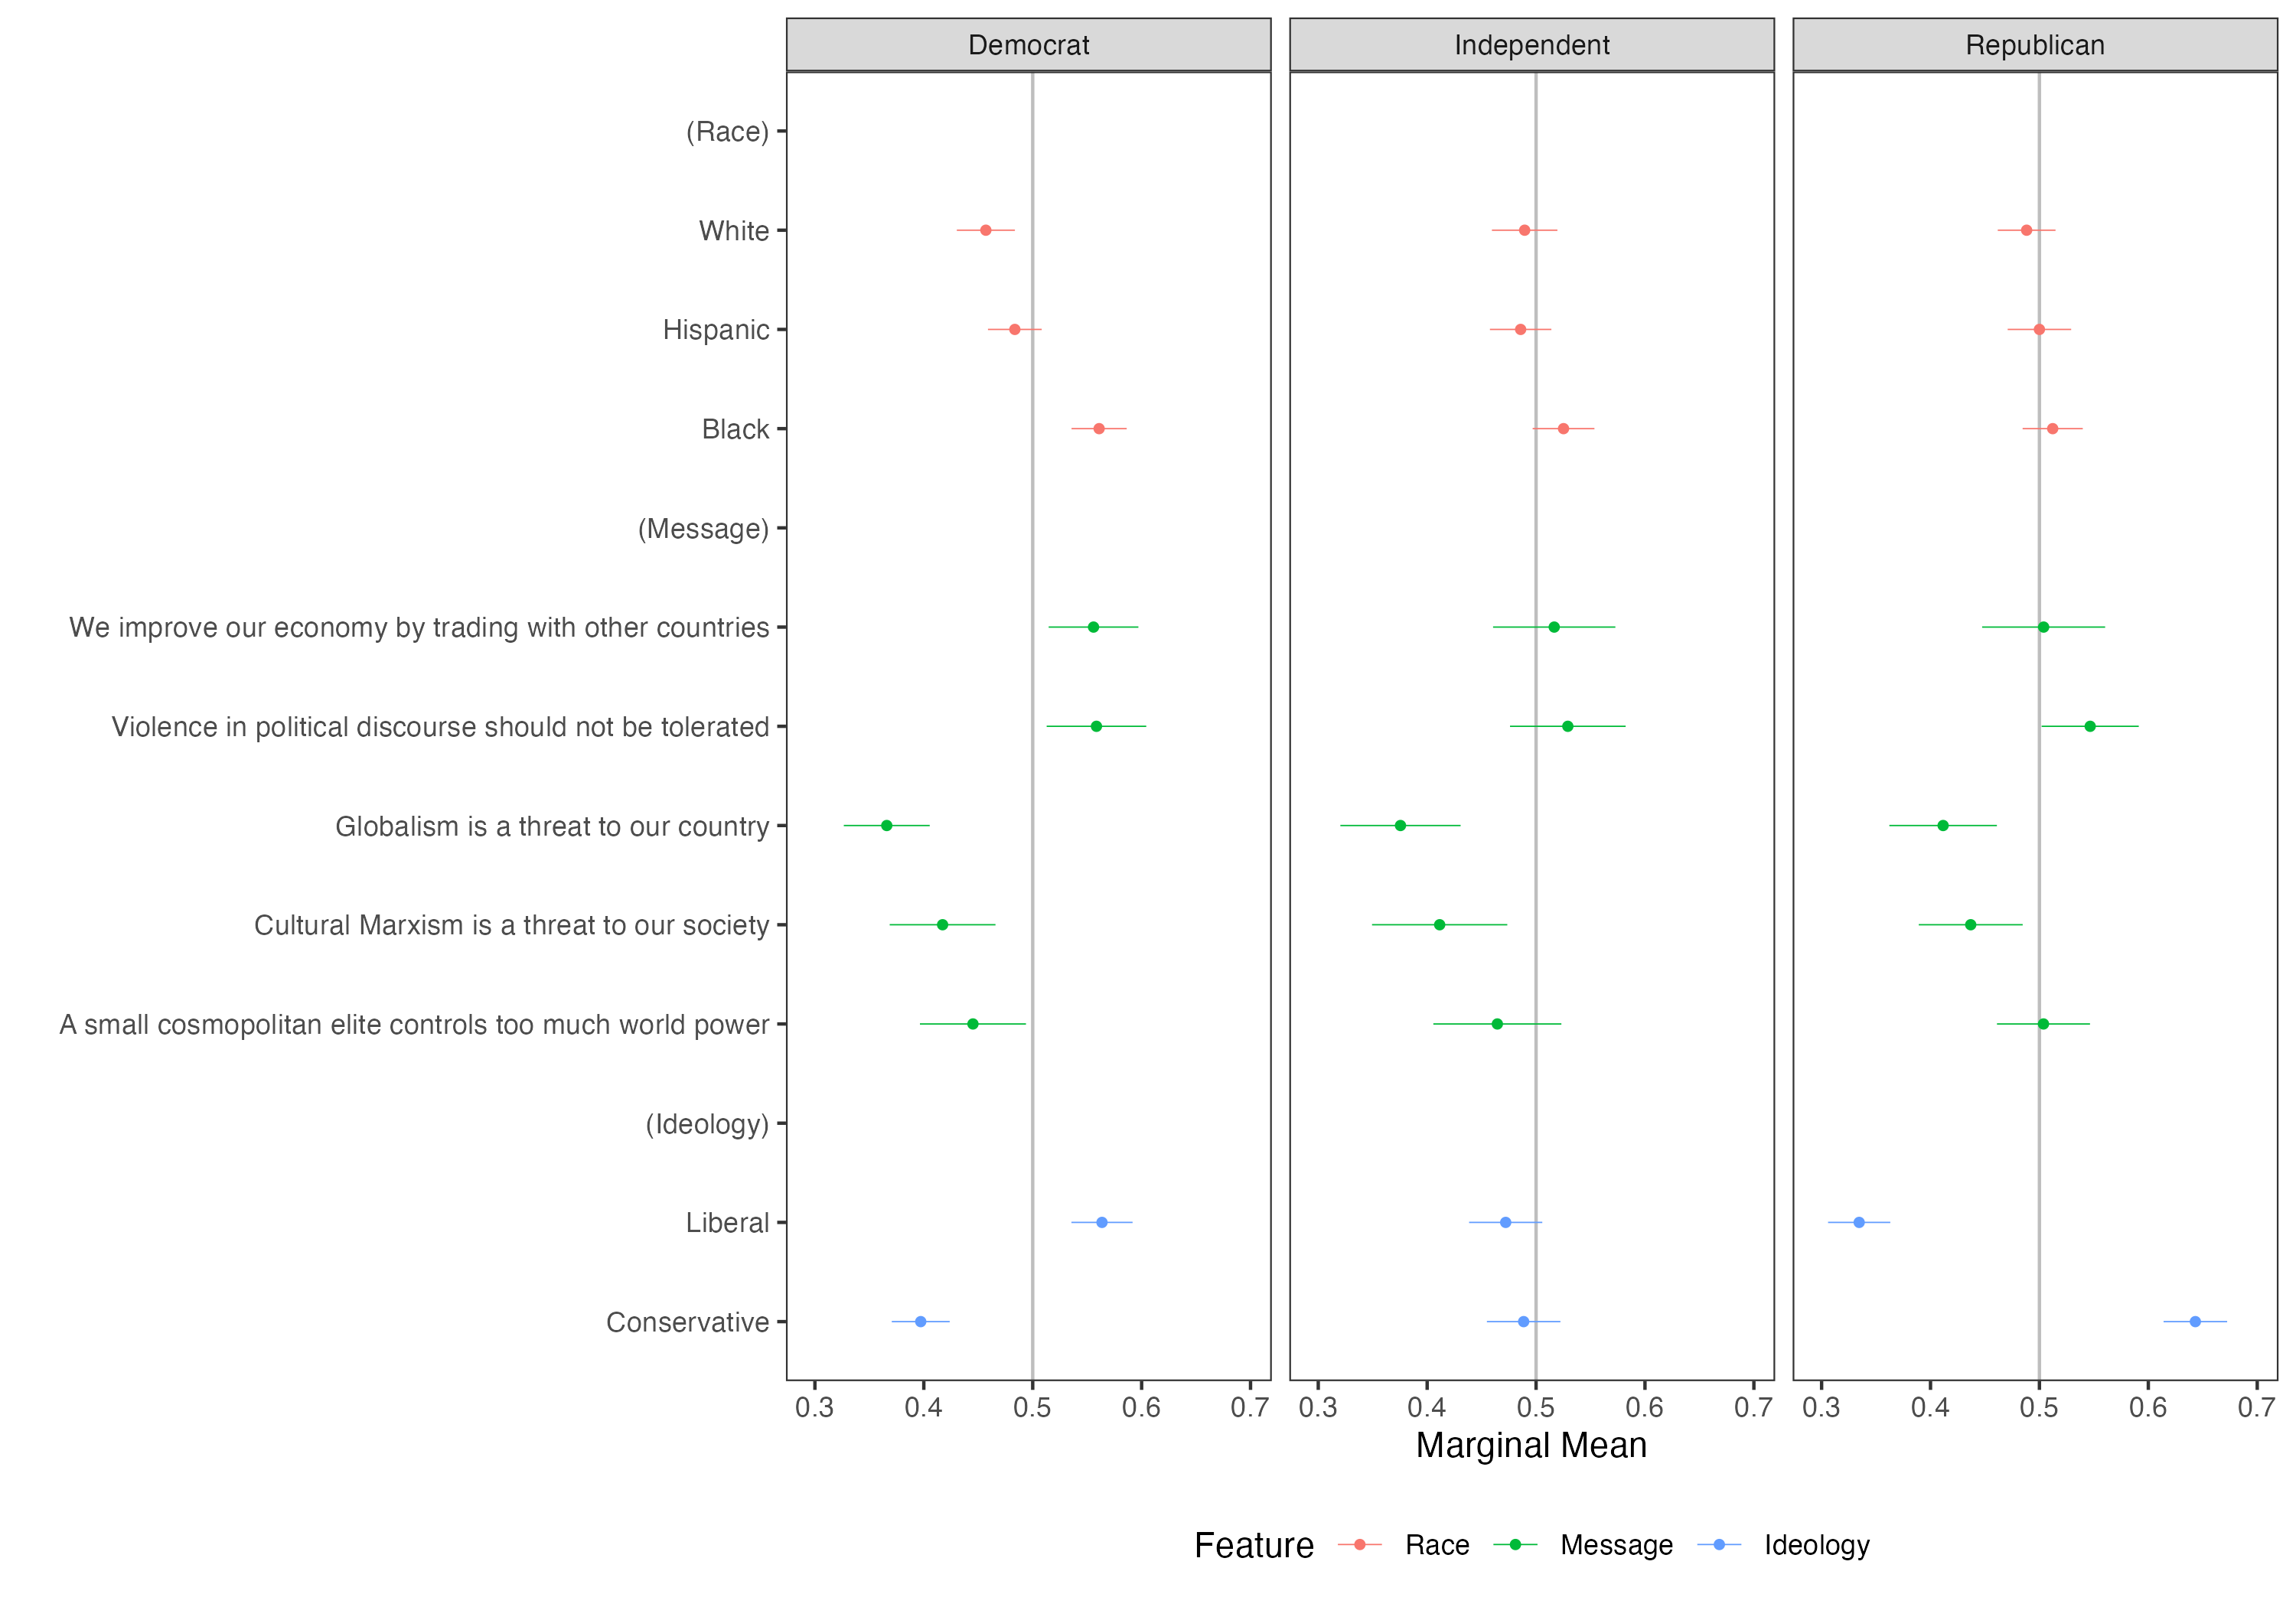 Democrat Independent Republican
(Race)
White
Hispanic
Black
(Message)
We improve our economy by trading with other countries
Violence in political discourse should not be tolerated
Globalism is a threat to our country
Cultural Marxism is a threat to our society
A small cosmopolitan elite controls too much world power
(Ideology)
Liberal
Conservative
0.3 0.4 0.5 0.6 0.7 0.3 0.4 0.5 0.6 0.7 0.3 0.4 0.5 0.6 0.7
Marginal Mean
Feature Race Message Ideology